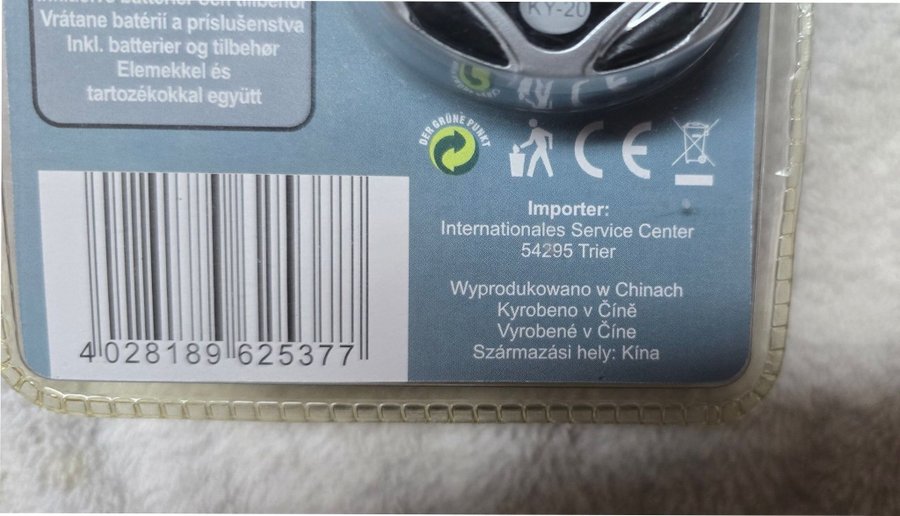 Vrátane batérií a príslušenstva
Inkl. batterier og tilbehør
Elemekkel és
tartozékokkal együtt
KY-20
DER GRÜNE PUNKT
CE
Importer:
Internationales Service Center
54295 Trier
Wyprodukowano w Chinach
Kyrobeno v Číně
Vyrobené v Číne
Származási hely: Kína
4 028189 625377